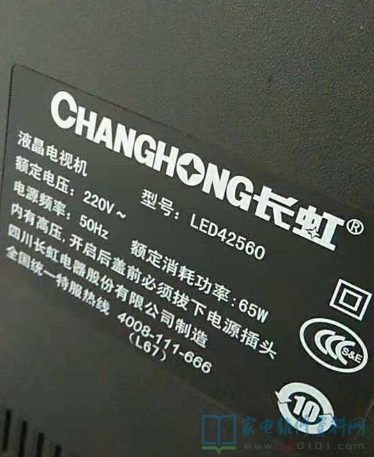 CHANGHONG长虹®
液晶电视机 型号: LED42560
额定电压: 220V～ 额定消耗功率: 65W
电源频率: 50Hz
内有高压,开启后盖前必须拔下电源插头
四川长虹电器股份有限公司制造
全国统一特服热线 4008-111-666
(L67)
CCC S&E
10
家电维修资料网
www.520101.com